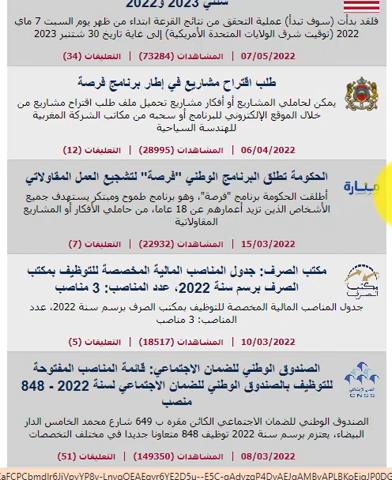 سنتي 2023 و2022
فلقد بدأت (سوف تبدأ) عملية التحقق من نتائج القرعة ابتداء من ظهر يوم السبت 7 ماي
2022 (توقيت شرق الولايات المتحدة الأمريكية) إلى غاية تاريخ 30 شتنبر 2023
07/05/2022 | المشاهدات (73284) | التعليقات (34)
طلب اقتراح مشاريع في إطار برنامج فرصة
يمكن لحاملي المشاريع أو أفكار مشاريع تحميل ملف طلب اقتراح مشاريع من
خلال الموقع الإلكتروني للبرنامج أو سحبه من مكاتب الشركة المغربية
للهندسة السياحية
06/04/2022 | المشاهدات (28995) | التعليقات (12)
الحكومة تطلق البرنامج الوطني "فرصة" لتشجيع العمل المقاولاتي
أطلقت الحكومة برنامج "فرصة"، وهو برنامج طموح ومبتكر يستهدف جميع
الأشخاص الذين تزيد أعمارهم عن 18 عاما، من حاملي الأفكار أو المشاريع
المقاولاتية
15/03/2022 | المشاهدات (22932) | التعليقات (7)
مكتب الصرف: جدول المناصب المالية المخصصة للتوظيف بمكتب
الصرف برسم سنة 2022، عدد المناصب: 3 مناصب
مكتب الصرف
جدول المناصب المالية المخصصة للتوظيف بمكتب الصرف برسم سنة 2022، عدد
المناصب: 3 مناصب
10/03/2022 | المشاهدات (18517) | التعليقات (5)
الصندوق الوطني للضمان الاجتماعي: قائمة المناصب المفتوحة
للتوظيف بالصندوق الوطني للضمان الاجتماعي لسنة 2022 - 848
منصب
CNSS
الصندوق الوطني للضمان الاجتماعي الكائن مقره ب 649 شارع محمد الخامس الدار
البيضاء، يعتزم برسم سنة 2022 توظيف 848 متعاونا جديدا في مختلف التخصصات
08/03/2022 | المشاهدات (149350) | التعليقات (51)